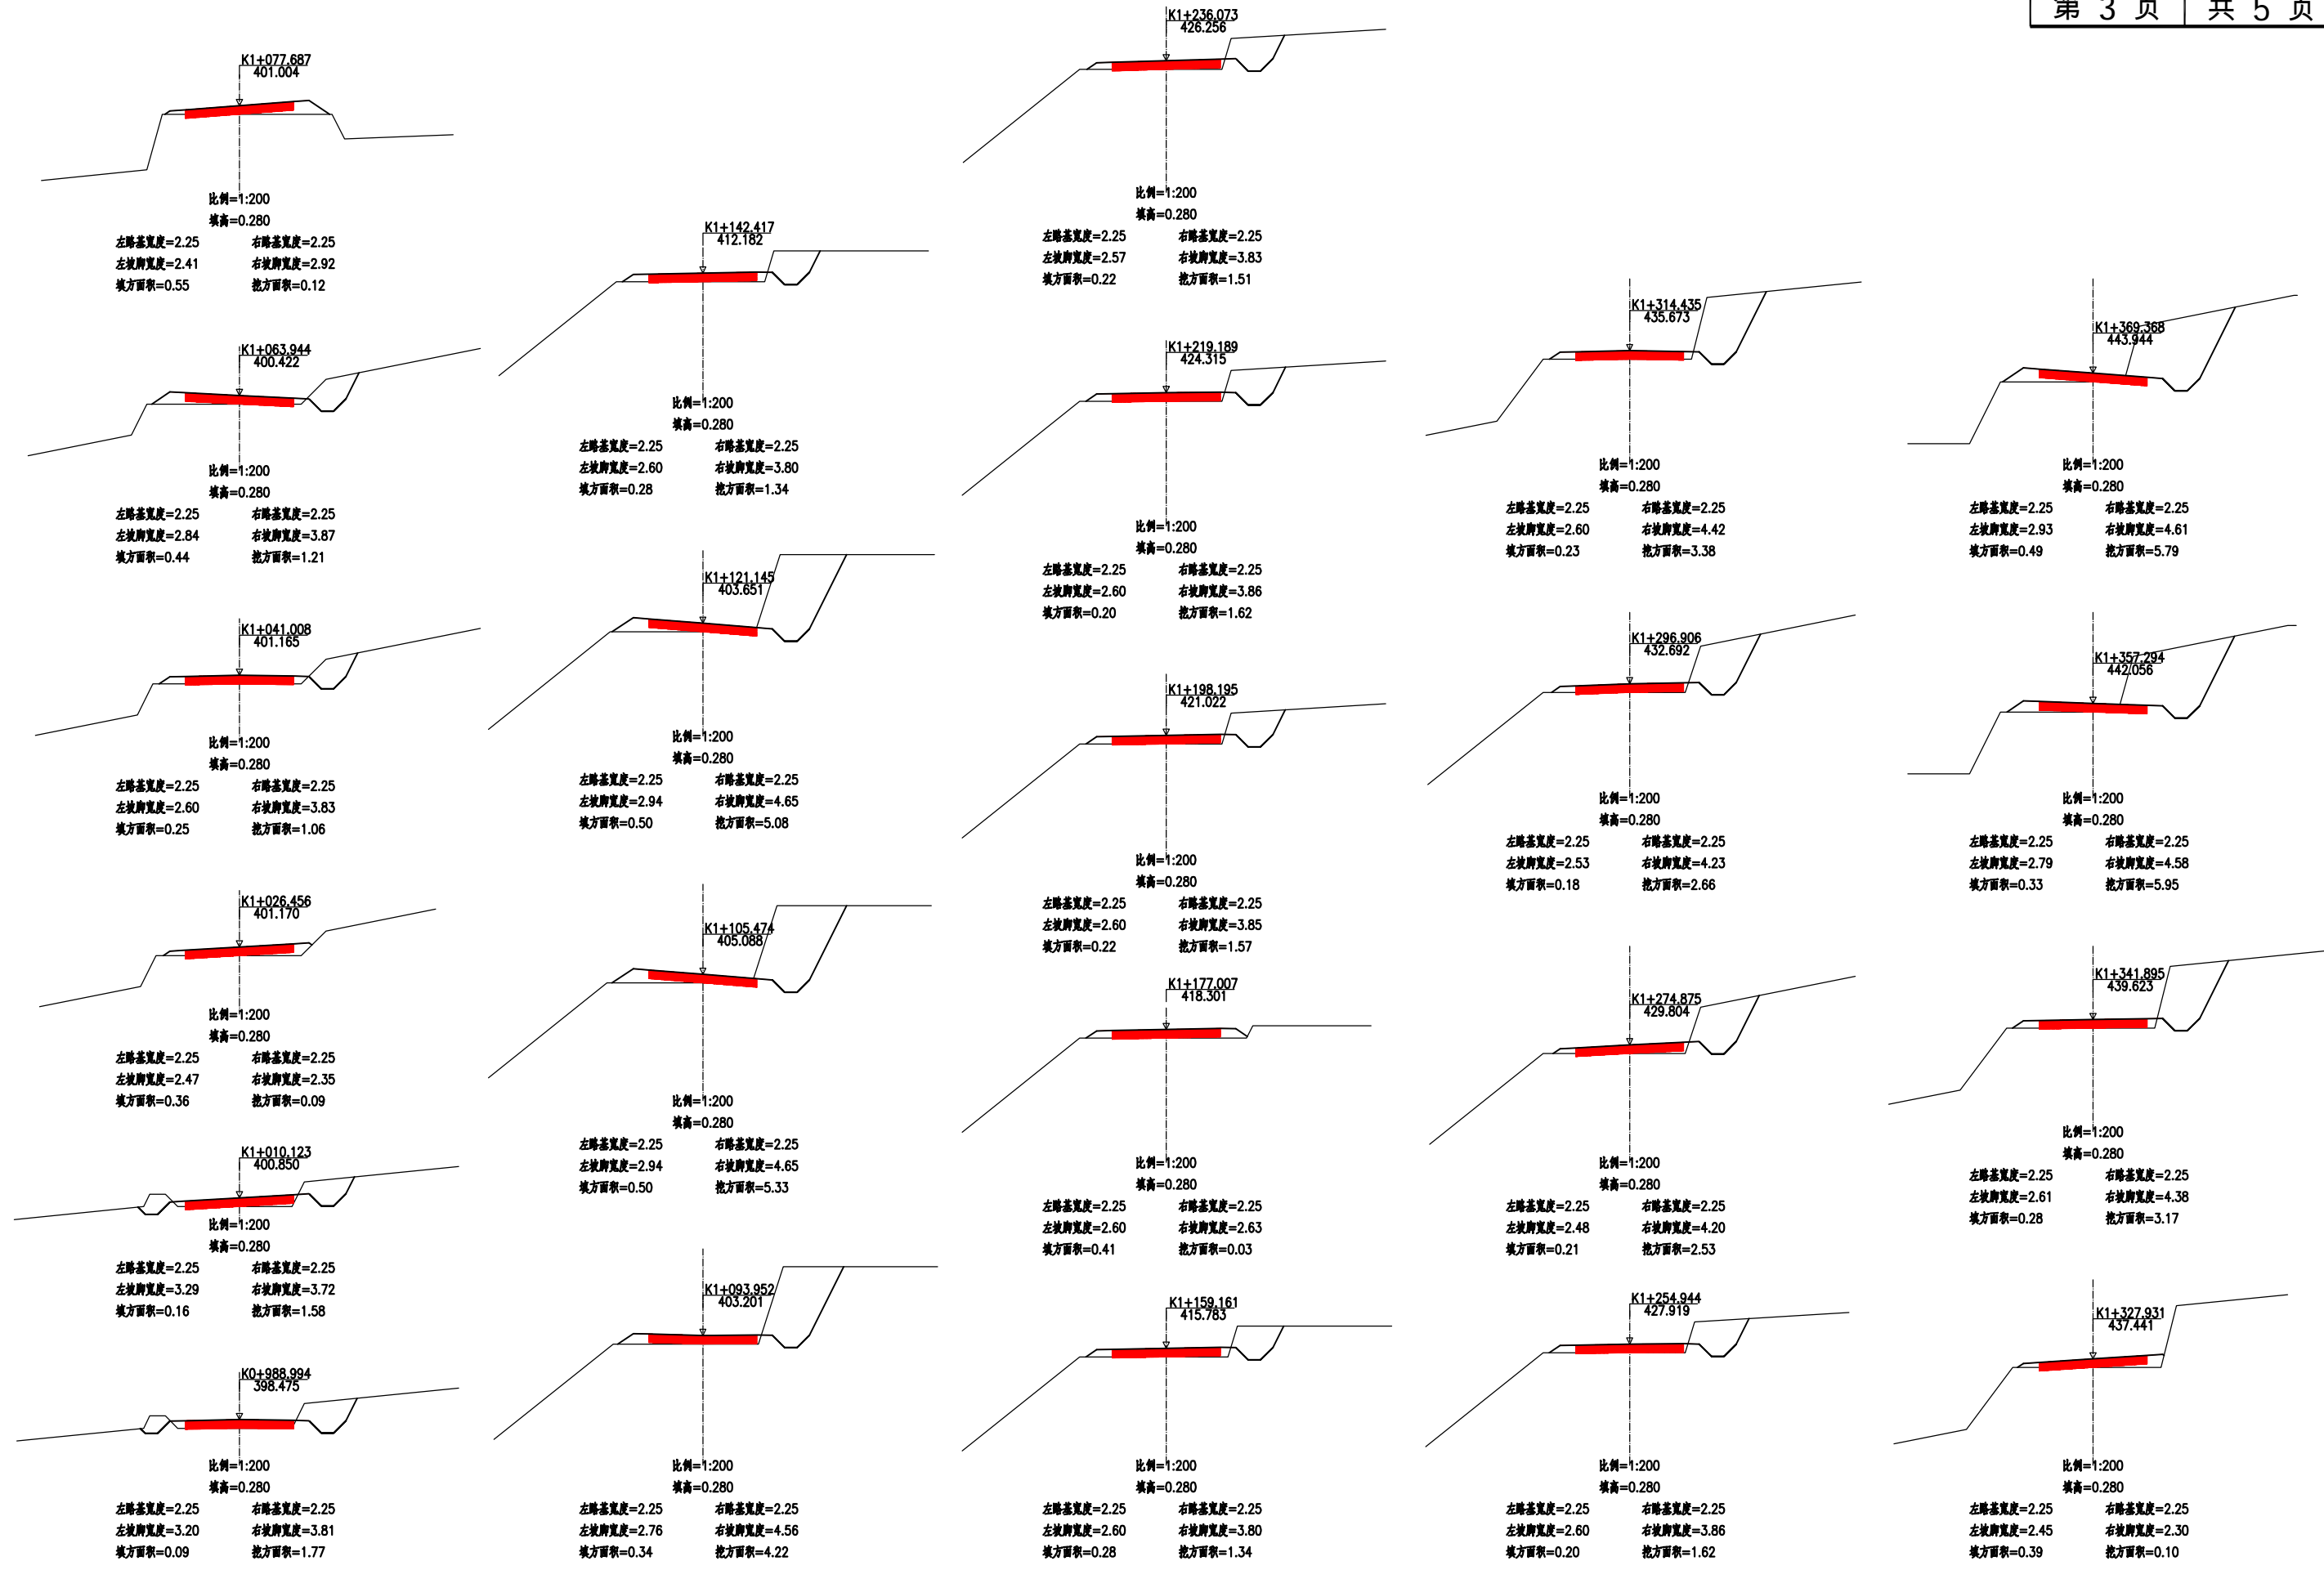 第 3 页 共 5 页
K1+077.687
401.004
比例=1:200
填高=0.280
左路基宽度=2.25 右路基宽度=2.25
左坡脚宽度=2.41 右坡脚宽度=2.92
填方面积=0.55 挖方面积=0.12
K1+063.944
400.422
比例=1:200
填高=0.280
左路基宽度=2.25 右路基宽度=2.25
左坡脚宽度=2.84 右坡脚宽度=3.87
填方面积=0.44 挖方面积=1.21
K1+041.008
401.165
比例=1:200
填高=0.280
左路基宽度=2.25 右路基宽度=2.25
左坡脚宽度=2.60 右坡脚宽度=3.83
填方面积=0.25 挖方面积=1.06
K1+026.456
401.170
比例=1:200
填高=0.280
左路基宽度=2.25 右路基宽度=2.25
左坡脚宽度=2.47 右坡脚宽度=2.35
填方面积=0.36 挖方面积=0.09
K1+010.123
400.850
比例=1:200
填高=0.280
左路基宽度=2.25 右路基宽度=2.25
左坡脚宽度=3.29 右坡脚宽度=3.72
填方面积=0.16 挖方面积=1.58
K0+988.994
398.475
比例=1:200
填高=0.280
左路基宽度=2.25 右路基宽度=2.25
左坡脚宽度=3.20 右坡脚宽度=3.81
填方面积=0.09 挖方面积=1.77
K1+142.417
412.182
比例=1:200
填高=0.280
左路基宽度=2.25 右路基宽度=2.25
左坡脚宽度=2.60 右坡脚宽度=3.80
填方面积=0.28 挖方面积=1.34
K1+121.145
403.651
比例=1:200
填高=0.280
左路基宽度=2.25 右路基宽度=2.25
左坡脚宽度=2.94 右坡脚宽度=4.65
填方面积=0.50 挖方面积=5.08
K1+105.474
405.088
比例=1:200
填高=0.280
左路基宽度=2.25 右路基宽度=2.25
左坡脚宽度=2.94 右坡脚宽度=4.65
填方面积=0.50 挖方面积=5.33
K1+093.952
403.201
比例=1:200
填高=0.280
左路基宽度=2.25 右路基宽度=2.25
左坡脚宽度=2.76 右坡脚宽度=4.56
填方面积=0.34 挖方面积=4.22
K1+236.073
426.256
比例=1:200
填高=0.280
左路基宽度=2.25 右路基宽度=2.25
左坡脚宽度=2.57 右坡脚宽度=3.83
填方面积=0.22 挖方面积=1.51
K1+219.189
424.315
比例=1:200
填高=0.280
左路基宽度=2.25 右路基宽度=2.25
左坡脚宽度=2.60 右坡脚宽度=3.86
填方面积=0.20 挖方面积=1.62
K1+198.195
421.022
比例=1:200
填高=0.280
左路基宽度=2.25 右路基宽度=2.25
左坡脚宽度=2.60 右坡脚宽度=3.85
填方面积=0.22 挖方面积=1.57
K1+177.007
418.301
比例=1:200
填高=0.280
左路基宽度=2.25 右路基宽度=2.25
左坡脚宽度=2.60 右坡脚宽度=2.63
填方面积=0.41 挖方面积=0.03
K1+159.161
415.783
比例=1:200
填高=0.280
左路基宽度=2.25 右路基宽度=2.25
左坡脚宽度=2.60 右坡脚宽度=3.80
填方面积=0.28 挖方面积=1.34
K1+314.435
435.673
比例=1:200
填高=0.280
左路基宽度=2.25 右路基宽度=2.25
左坡脚宽度=2.60 右坡脚宽度=4.42
填方面积=0.23 挖方面积=3.38
K1+296.906
432.692
比例=1:200
填高=0.280
左路基宽度=2.25 右路基宽度=2.25
左坡脚宽度=2.53 右坡脚宽度=4.23
填方面积=0.18 挖方面积=2.66
K1+274.875
429.804
比例=1:200
填高=0.280
左路基宽度=2.25 右路基宽度=2.25
左坡脚宽度=2.48 右坡脚宽度=4.20
填方面积=0.21 挖方面积=2.53
K1+254.944
427.919
比例=1:200
填高=0.280
左路基宽度=2.25 右路基宽度=2.25
左坡脚宽度=2.60 右坡脚宽度=3.86
填方面积=0.20 挖方面积=1.62
K1+369.368
443.944
比例=1:200
填高=0.280
左路基宽度=2.25 右路基宽度=2.25
左坡脚宽度=2.93 右坡脚宽度=4.61
填方面积=0.49 挖方面积=5.79
K1+357.294
442.056
比例=1:200
填高=0.280
左路基宽度=2.25 右路基宽度=2.25
左坡脚宽度=2.79 右坡脚宽度=4.58
填方面积=0.33 挖方面积=5.95
K1+341.895
439.623
比例=1:200
填高=0.280
左路基宽度=2.25 右路基宽度=2.25
左坡脚宽度=2.61 右坡脚宽度=4.38
填方面积=0.28 挖方面积=3.17
K1+327.931
437.441
比例=1:200
填高=0.280
左路基宽度=2.25 右路基宽度=2.25
左坡脚宽度=2.45 右坡脚宽度=2.30
填方面积=0.39 挖方面积=0.10